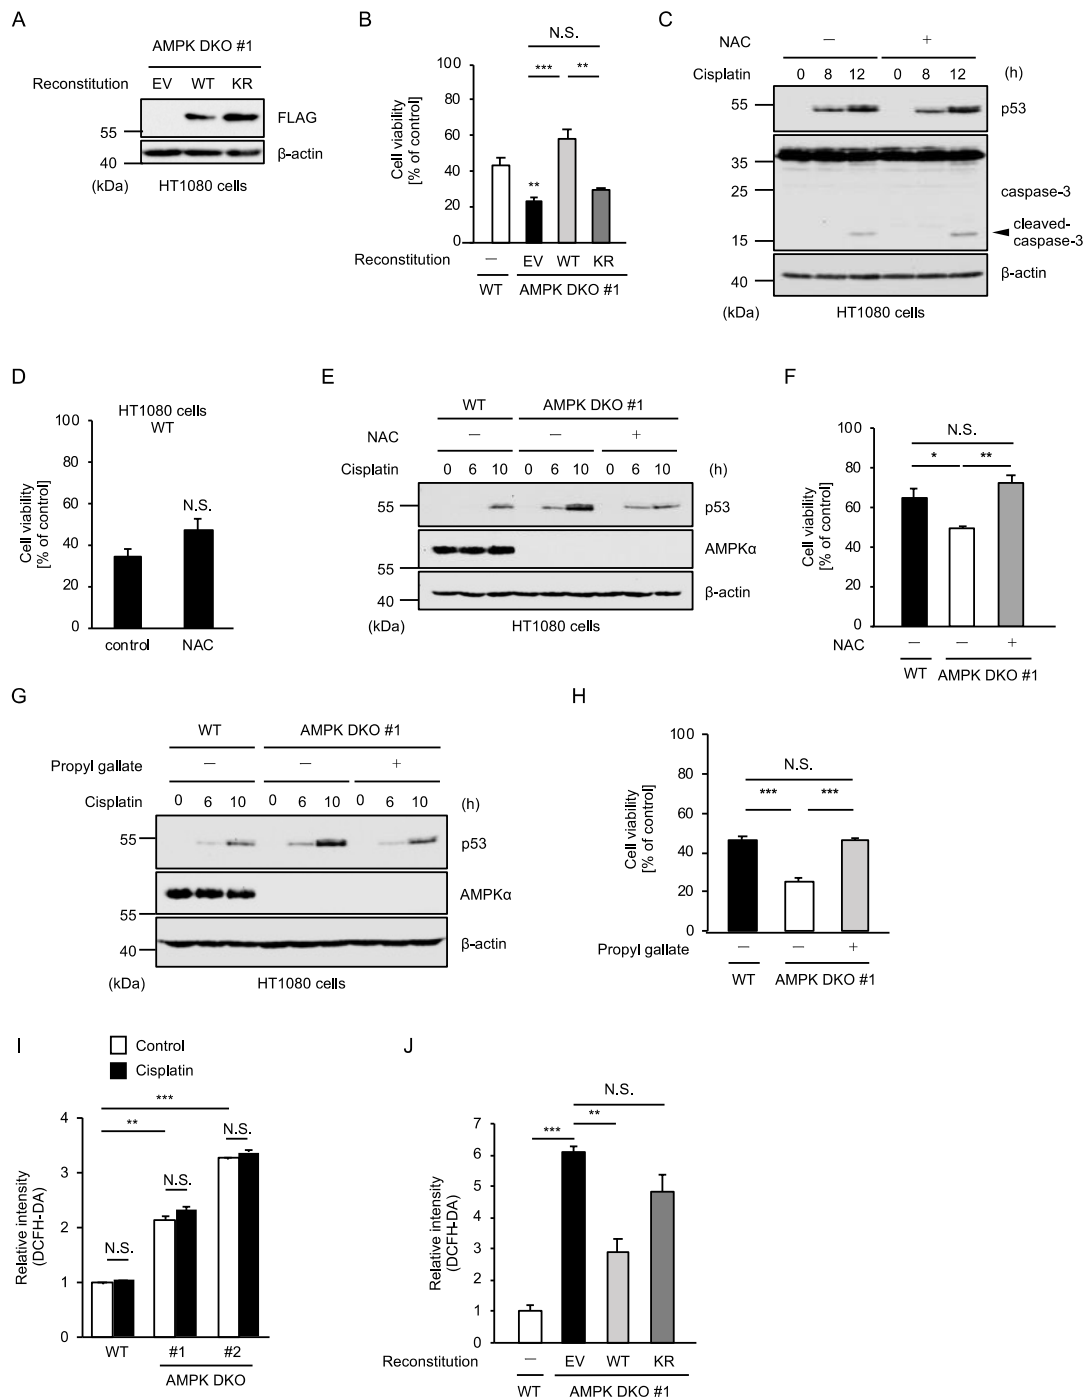 A
AMPK DKO #1
Reconstitution EV WT KR
FLAG
55
β-actin
40
(kDa) HT1080 cells
B
N.S.
*** **
100
80
60
40
20
0
Cell viability
[% of control]
**
Reconstitution — EV WT KR
WT AMPK DKO #1
C
NAC — +
Cisplatin 0 8 12 0 8 12 (h)
55 p53
35
25 caspase-3
15 cleaved-
caspase-3
β-actin
40
(kDa) HT1080 cells
D
HT1080 cells
WT
100
80
60
40
20
0
Cell viability
[% of control]
N.S.
control NAC
E
WT AMPK DKO #1
NAC — — +
Cisplatin 0 6 10 0 6 10 0 6 10 (h)
55 p53
AMPKα
55
β-actin
40
(kDa) HT1080 cells
F
100
80
60
40
20
0
Cell viability
[% of control]
N.S.
* **
NAC — — +
WT AMPK DKO #1
G
WT AMPK DKO #1
Propyl gallate — — +
Cisplatin 0 6 10 0 6 10 0 6 10 (h)
55 p53
AMPKα
55
β-actin
40
(kDa) HT1080 cells
H
100
80
60
40
20
0
Cell viability
[% of control]
N.S.
*** ***
Propyl gallate — — +
WT AMPK DKO #1
I
Control
Cisplatin
4
3
2
1
0
Relative intensity
(DCFH-DA)
***
**
N.S.
N.S.
N.S.
WT #1 #2
AMPK DKO
J
7
6
5
4
3
2
1
0
Relative intensity
(DCFH-DA)
N.S.
**
***
Reconstitution — EV WT KR
WT AMPK DKO #1